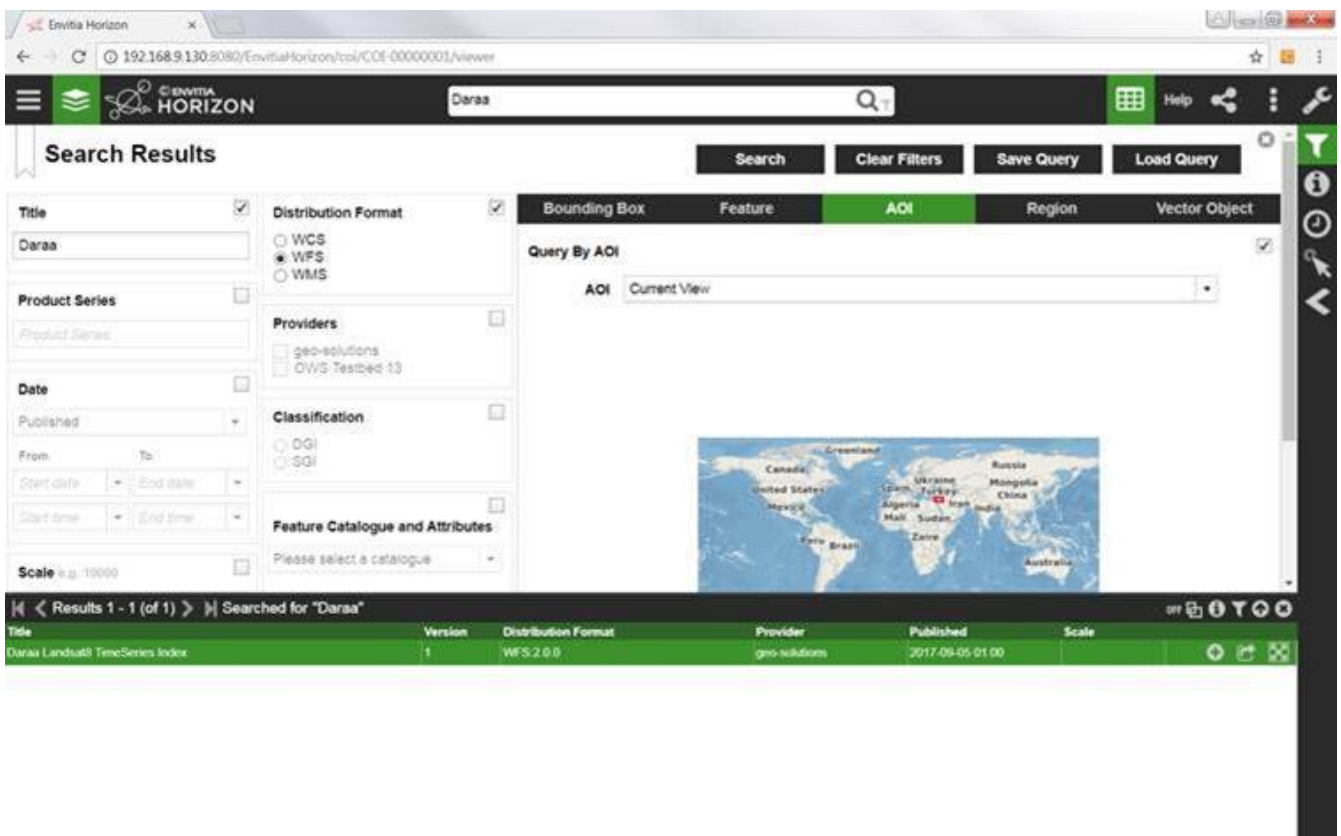 Envitia Horizon
192.168.9.130:8080/EnvitiaHorizon/coi/COI-00000001/viewer
© ENVITIA
HORIZON
Daraa
Help
Search Results
Search
Clear Filters
Save Query
Load Query
Title
Daraa
Product Series
Product Series
Date
Published
From
To
Start date
End date
Start time
End time
Scale e.g. 10000
Distribution Format
WCS
WFS
WMS
Providers
geo-solutions
OWS Testbed 13
Classification
DGI
SGI
Feature Catalogue and Attributes
Please select a catalogue
Bounding Box
Feature
AOI
Region
Vector Object
Query By AOI
AOI
Current View
Greenland
Canada
Russia
United States
Ukraine
Mongolia
Spain
Turkey
China
Mexico
Algeria
Iran
India
Mali
Sudan
Peru
Brazil
Zaire
Australia
Results 1 - 1 (of 1)
Searched for "Daraa"
OFF
Title
Version
Distribution Format
Provider
Published
Scale
Daraa Landsat8 TimeSeries Index
1
WFS 2.0.0
geo-solutions
2017-09-05 01:00